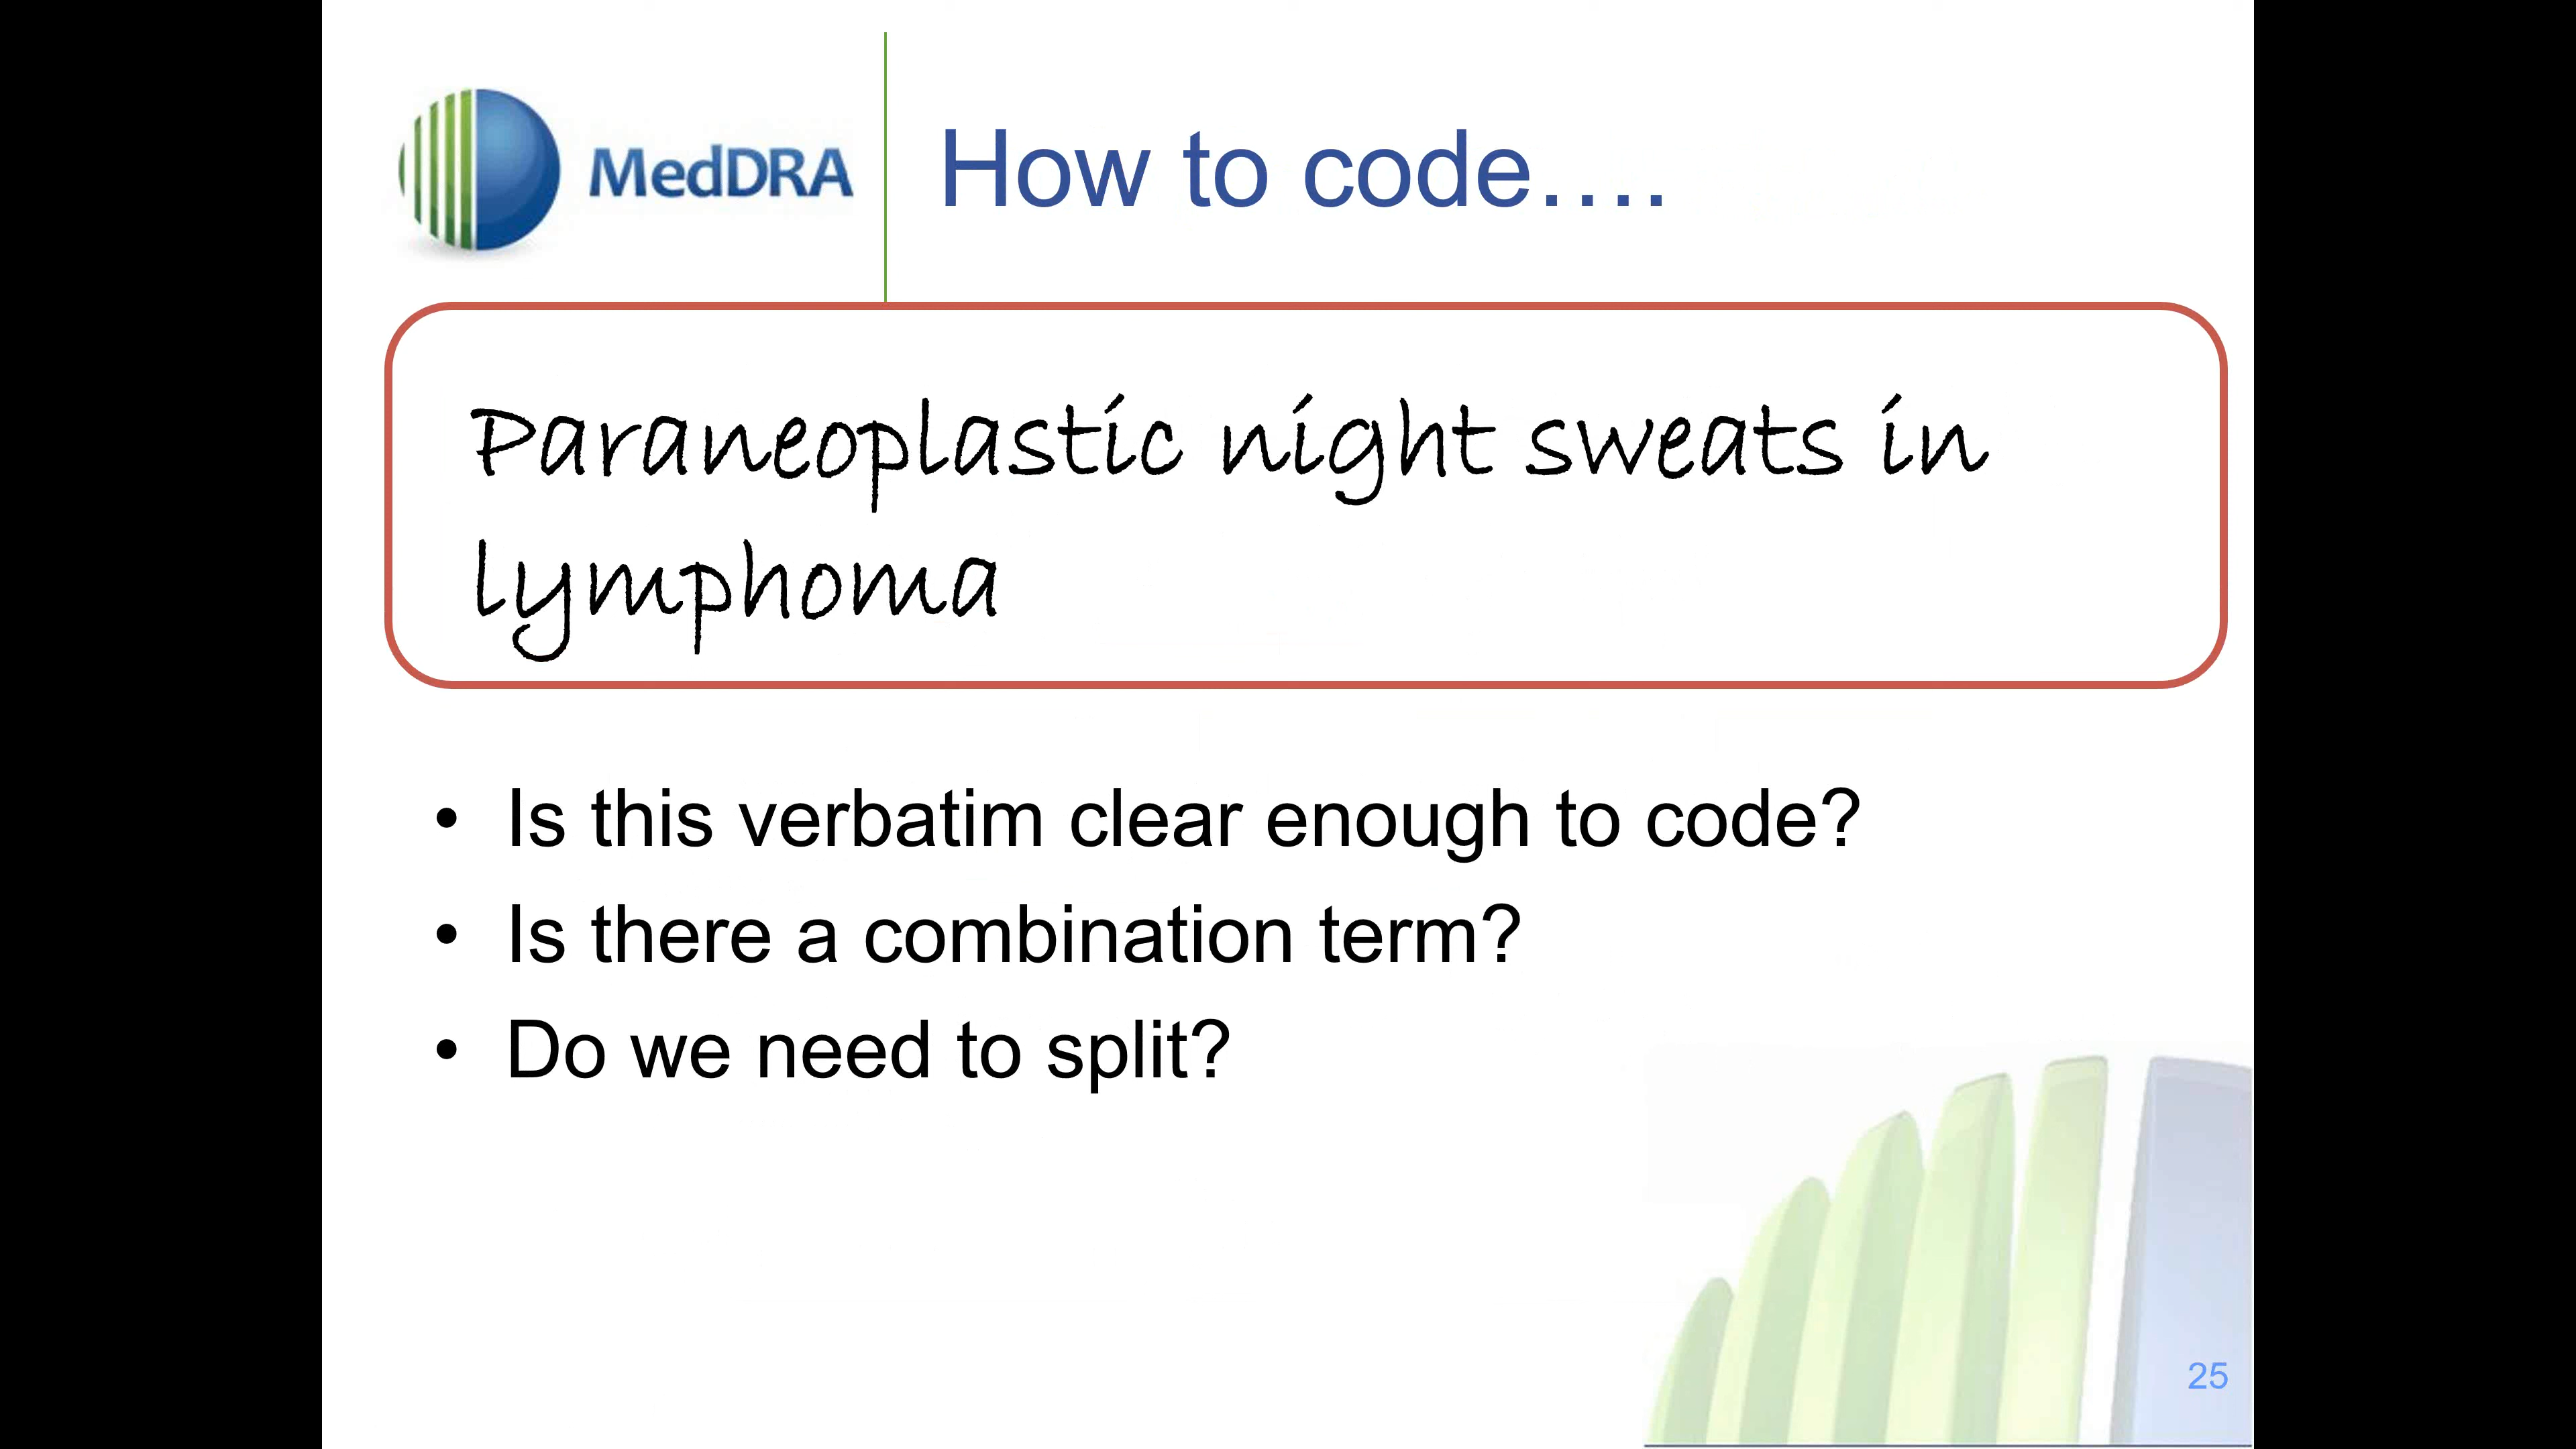 MedDRA
How to code....
Paraneoplastic night sweats in
lymphoma
• Is this verbatim clear enough to code?
• Is there a combination term?
• Do we need to split?
25